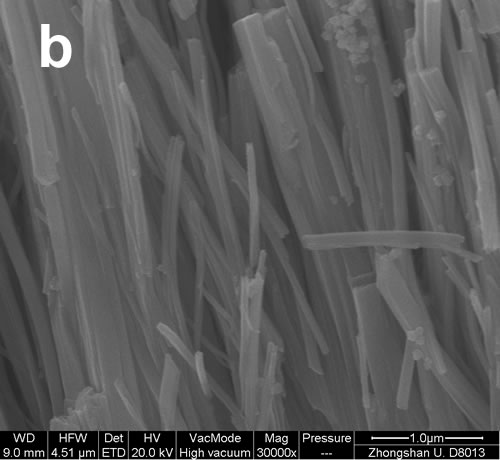 b
WD HFW Det HV VacMode Mag Pressure 1.0µm
9.0 mm 4.51 µm ETD 20.0 kV High vacuum 30000x --- Zhongshan U. D8013